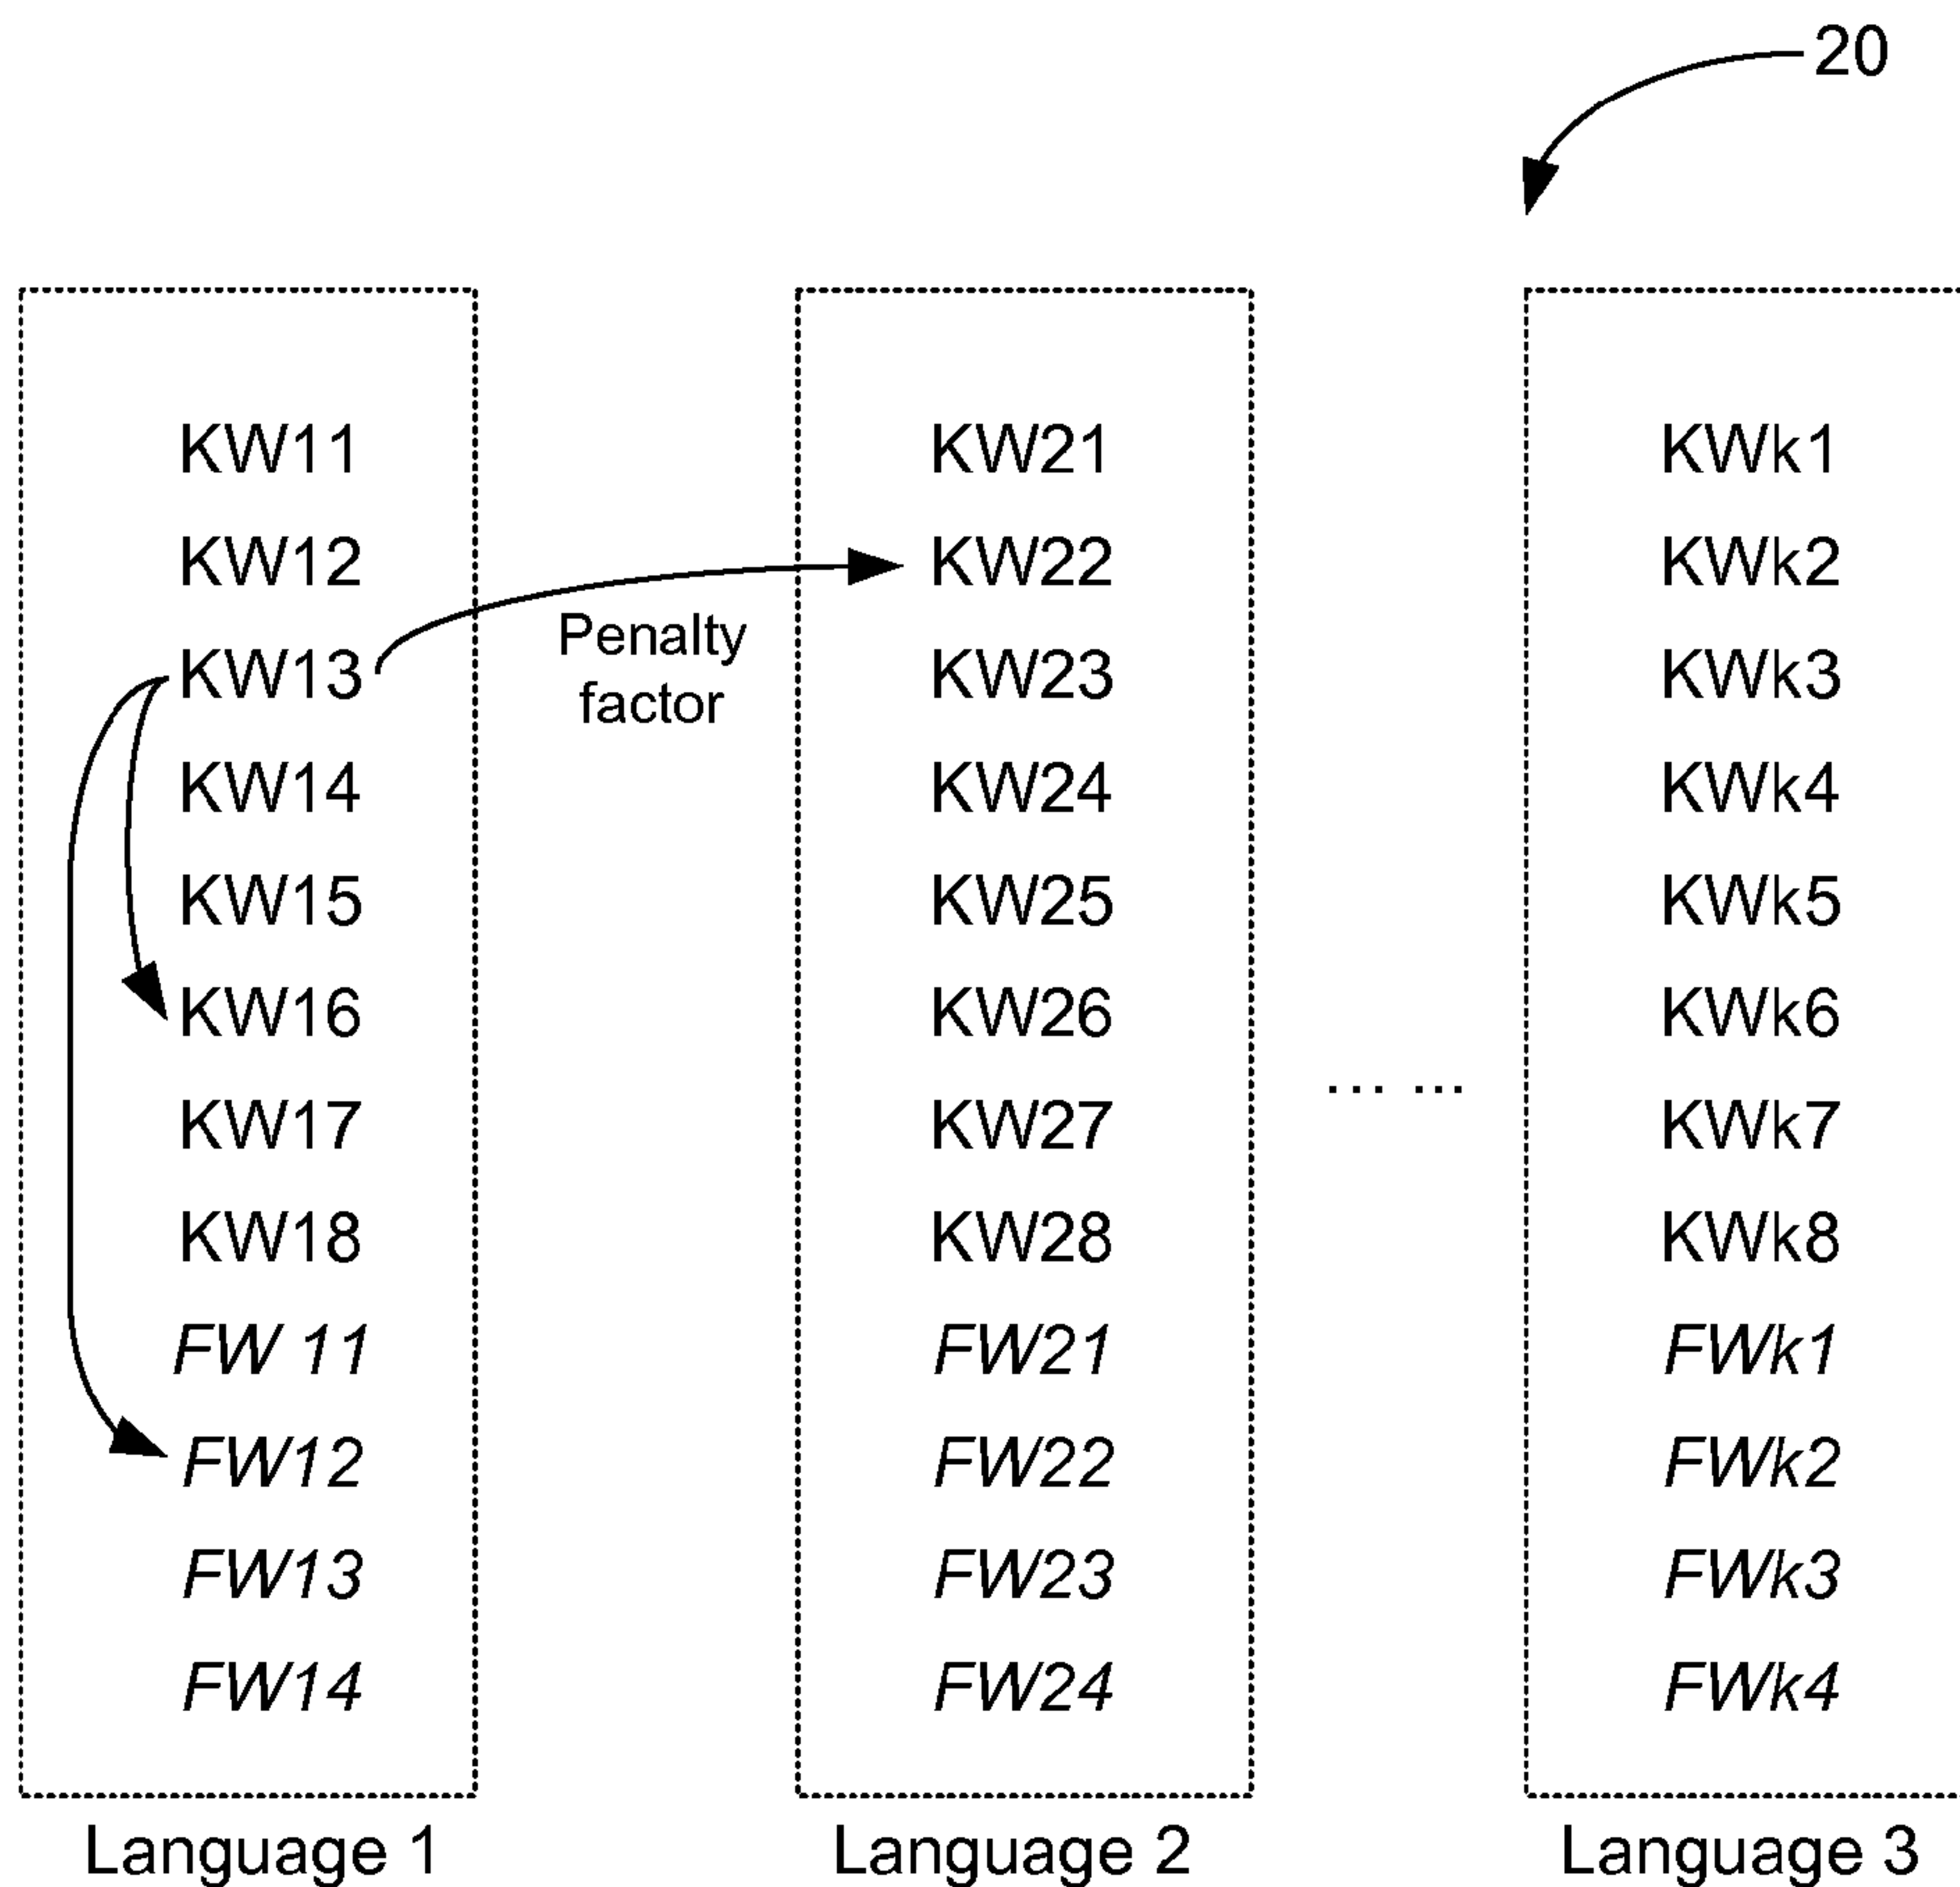 20
KW11
KW12
KW13
KW14
KW15
KW16
KW17
KW18
FW 11
FW12
FW13
FW14
Language 1
Penalty
factor
KW21
KW22
KW23
KW24
KW25
KW26
KW27
KW28
FW21
FW22
FW23
FW24
Language 2
... ...
KWk1
KWk2
KWk3
KWk4
KWk5
KWk6
KWk7
KWk8
FWk1
FWk2
FWk3
FWk4
Language 3